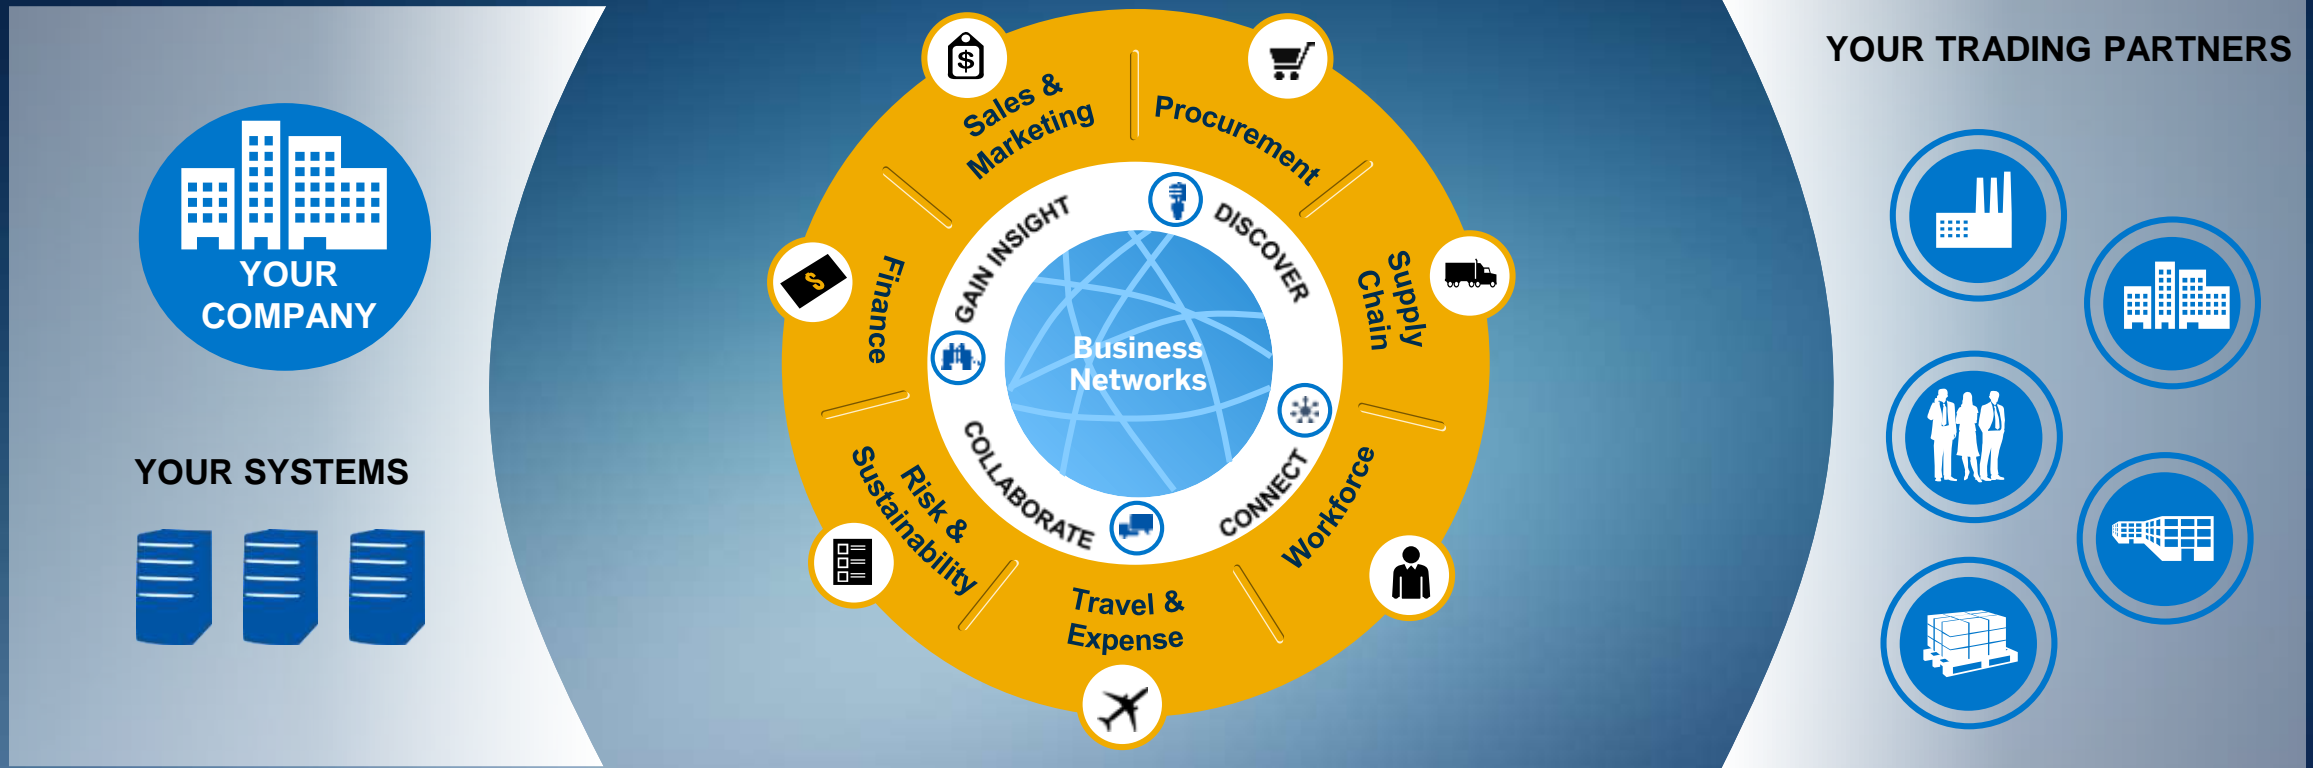 YOUR
COMPANY
YOUR SYSTEMS
Sales &
Marketing
Procurement
Supply
Chain
Workforce
Travel &
Expense
Risk &
Sustainability
Finance
GAIN INSIGHT
DISCOVER
CONNECT
COLLABORATE
Business
Networks
$
$
YOUR TRADING PARTNERS